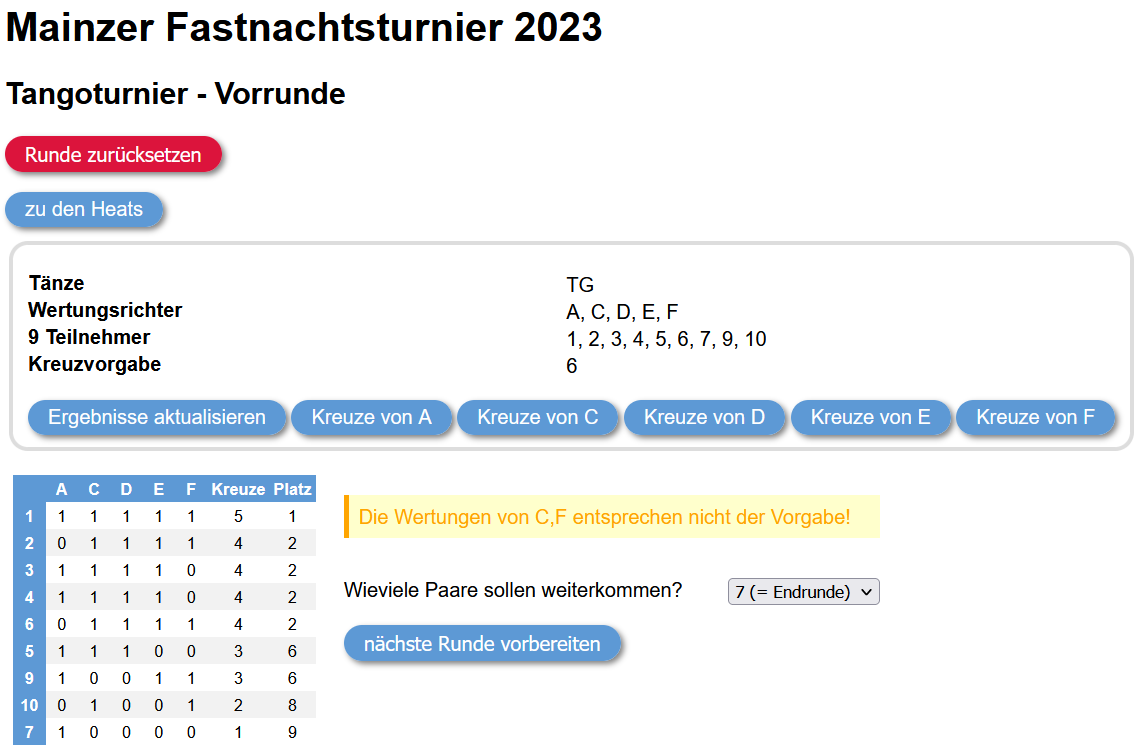 Mainzer Fastnachtsturnier 2023
Tangoturnier - Vorrunde
Runde zurücksetzen
zu den Heats
Tänze TG
Wertungsrichter A, C, D, E, F
9 Teilnehmer 1, 2, 3, 4, 5, 6, 7, 9, 10
Kreuzvorgabe 6
Ergebnisse aktualisieren Kreuze von A Kreuze von C Kreuze von D Kreuze von E Kreuze von F
A C D E F Kreuze Platz
1 1 1 1 1 1 5 1
2 0 1 1 1 1 4 2
3 1 1 1 1 0 4 2
4 1 1 1 1 0 4 2
6 0 1 1 1 1 4 2
5 1 1 1 0 0 3 6
9 1 0 0 1 1 3 6
10 0 1 0 0 1 2 8
7 1 0 0 0 0 1 9
Die Wertungen von C,F entsprechen nicht der Vorgabe!
Wieviele Paare sollen weiterkommen? 7 (= Endrunde)
nächste Runde vorbereiten